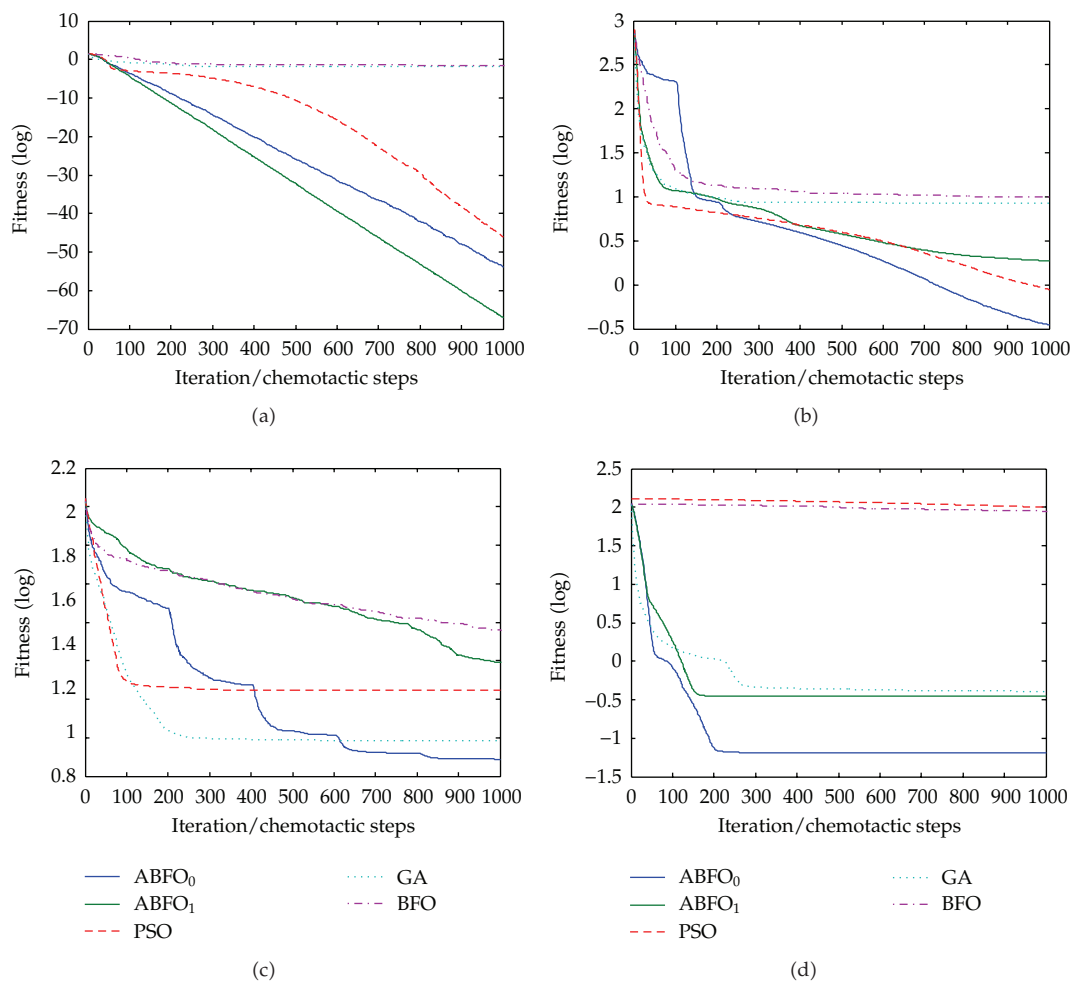 10
0
−10
−20
−30
−40
−50
−60
−70
Fitness (log)
0 100 200 300 400 500 600 700 800 900 1000
Iteration/chemotactic steps
(a)
3
2.5
2
1.5
1
0.5
0
−0.5
Fitness (log)
0 100 200 300 400 500 600 700 800 900 1000
Iteration/chemotactic steps
(b)
2.2
2
1.8
1.6
1.4
1.2
1
0.8
Fitness (log)
0 100 200 300 400 500 600 700 800 900 1000
Iteration/chemotactic steps
ABFO₀
ABFO₁
PSO
GA
BFO
(c)
2.5
2
1.5
1
0.5
0
−0.5
−1
−1.5
Fitness (log)
0 100 200 300 400 500 600 700 800 900 1000
Iteration/chemotactic steps
ABFO₀
ABFO₁
PSO
GA
BFO
(d)